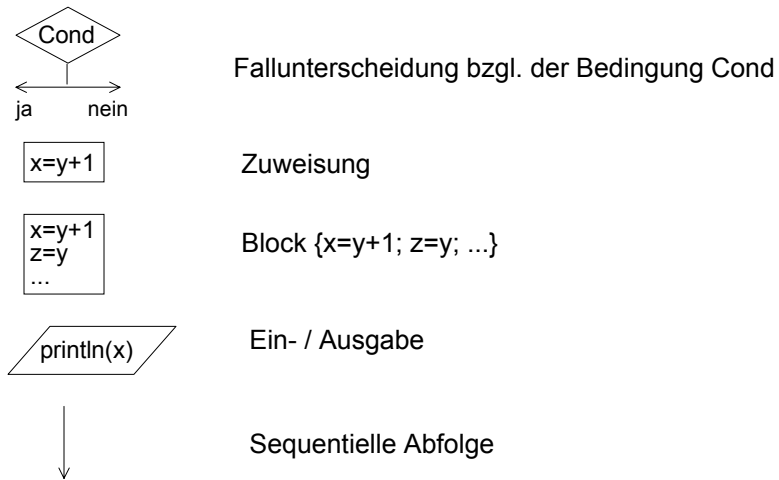 Cond
Fallunterscheidung bzgl. der Bedingung Cond
ja nein
x=y+1
Zuweisung
x=y+1
z=y
...
Block {x=y+1; z=y; ...}
println(x)
Ein- / Ausgabe
Sequentielle Abfolge